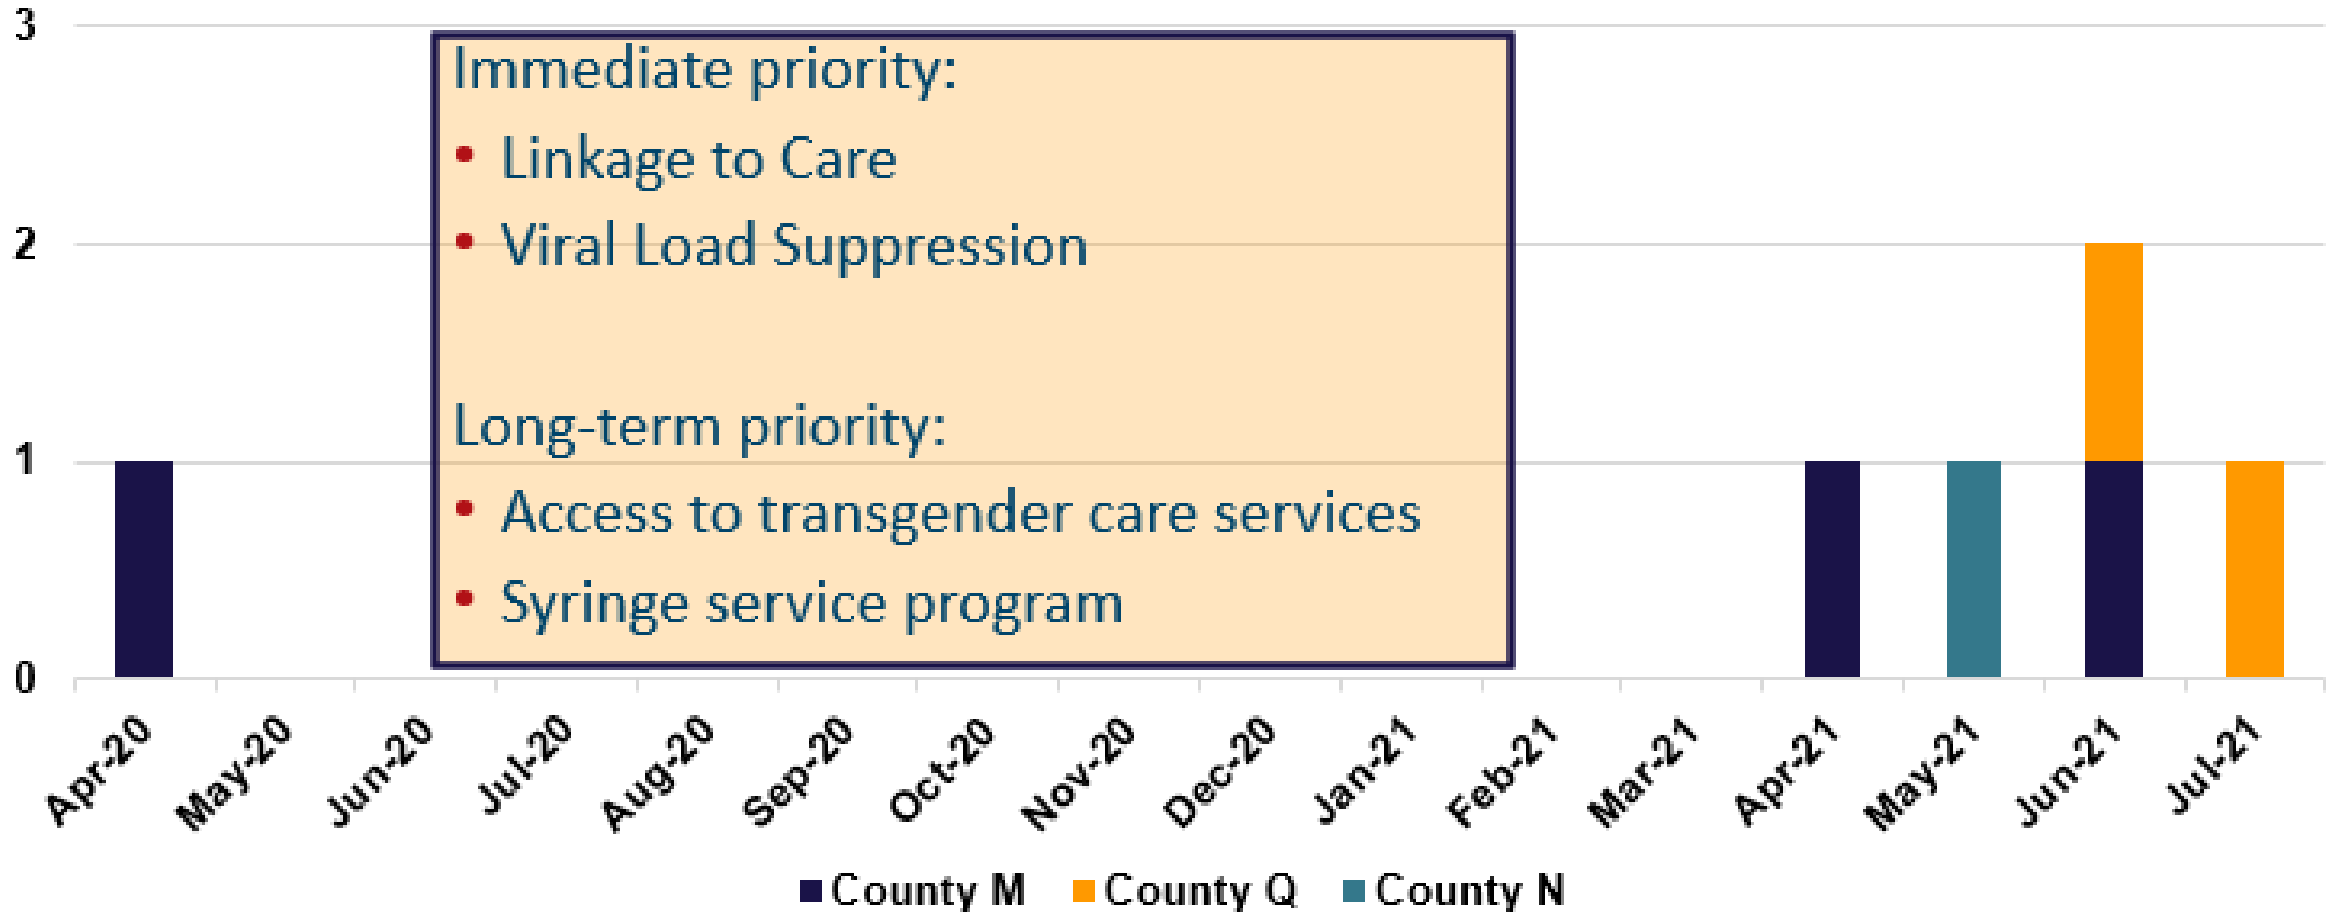 3
Immediate priority:
• Linkage to Care
2
• Viral Load Suppression
Long-term priority:
1
• Access to transgender care services
• Syringe service program
0
Apr-20 May-20 Jun-20 Jul-20 Aug-20 Sep-20 Oct-20 Nov-20 Dec-20 Jan-21 Feb-21 Mar-21 Apr-21 May-21 Jun-21 Jul-21
County M County Q County N